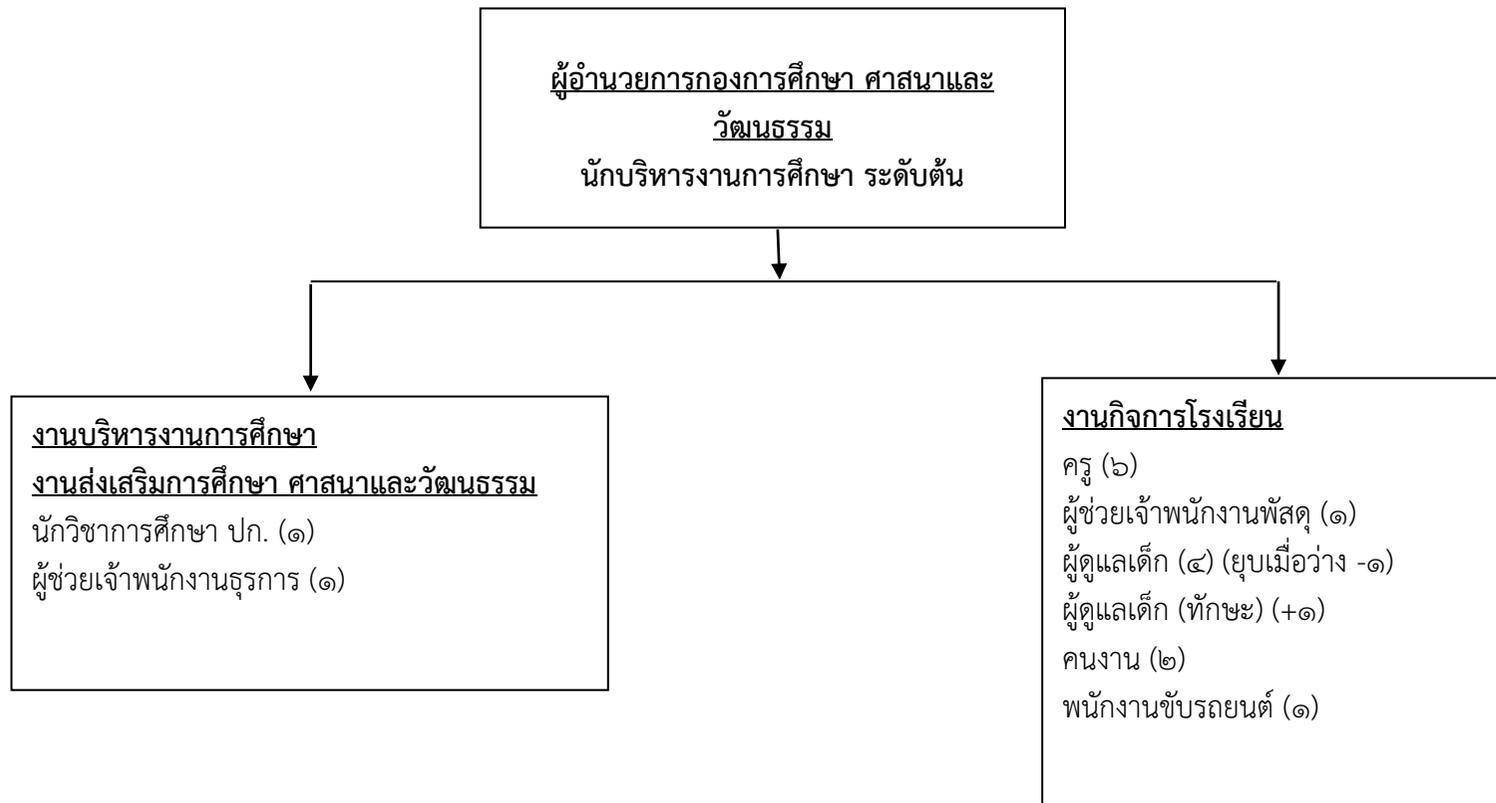 ผู้อำนวยการกองการศึกษา ศาสนาและ
วัฒนธรรม
นักบริหารงานการศึกษา ระดับต้น
งานบริหารงานการศึกษา
งานส่งเสริมการศึกษา ศาสนาและวัฒนธรรม
นักวิชาการศึกษา ปก. (๑)
ผู้ช่วยเจ้าพนักงานธุรการ (๑)
งานกิจการโรงเรียน
ครู (๖)
ผู้ช่วยเจ้าพนักงานพัสดุ (๑)
ผู้ดูแลเด็ก (๔) (ยุบเมื่อว่าง -๑)
ผู้ดูแลเด็ก (ทักษะ) (+๑)
คนงาน (๒)
พนักงานขับรถยนต์ (๑)